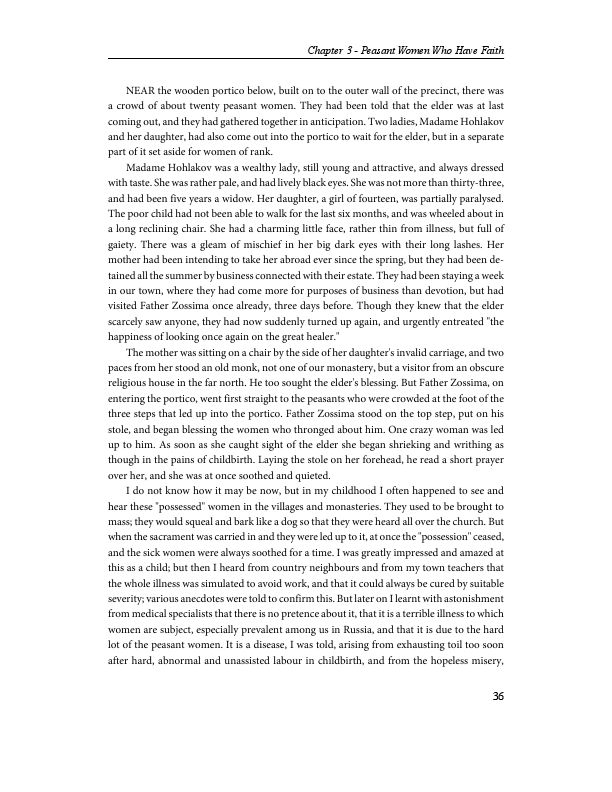 Chapter 3 - Peasant Women Who Have Faith
NEAR the wooden portico below, built on to the outer wall of the precinct, there was
a crowd of about twenty peasant women. They had been told that the elder was at last
coming out, and they had gathered together in anticipation. Two ladies, Madame Hohlakov
and her daughter, had also come out into the portico to wait for the elder, but in a separate
part of it set aside for women of rank.
Madame Hohlakov was a wealthy lady, still young and attractive, and always dressed
with taste. She was rather pale, and had lively black eyes. She was not more than thirty-three,
and had been five years a widow. Her daughter, a girl of fourteen, was partially paralysed.
The poor child had not been able to walk for the last six months, and was wheeled about in
a long reclining chair. She had a charming little face, rather thin from illness, but full of
gaiety. There was a gleam of mischief in her big dark eyes with their long lashes. Her
mother had been intending to take her abroad ever since the spring, but they had been de-
tained all the summer by business connected with their estate. They had been staying a week
in our town, where they had come more for purposes of business than devotion, but had
visited Father Zossima once already, three days before. Though they knew that the elder
scarcely saw anyone, they had now suddenly turned up again, and urgently entreated "the
happiness of looking once again on the great healer."
The mother was sitting on a chair by the side of her daughter's invalid carriage, and two
paces from her stood an old monk, not one of our monastery, but a visitor from an obscure
religious house in the far north. He too sought the elder's blessing. But Father Zossima, on
entering the portico, went first straight to the peasants who were crowded at the foot of the
three steps that led up into the portico. Father Zossima stood on the top step, put on his
stole, and began blessing the women who thronged about him. One crazy woman was led
up to him. As soon as she caught sight of the elder she began shrieking and writhing as
though in the pains of childbirth. Laying the stole on her forehead, he read a short prayer
over her, and she was at once soothed and quieted.
I do not know how it may be now, but in my childhood I often happened to see and
hear these "possessed" women in the villages and monasteries. They used to be brought to
mass; they would squeal and bark like a dog so that they were heard all over the church. But
when the sacrament was carried in and they were led up to it, at once the "possession" ceased,
and the sick women were always soothed for a time. I was greatly impressed and amazed at
this as a child; but then I heard from country neighbours and from my town teachers that
the whole illness was simulated to avoid work, and that it could always be cured by suitable
severity; various anecdotes were told to confirm this. But later on I learnt with astonishment
from medical specialists that there is no pretence about it, that it is a terrible illness to which
women are subject, especially prevalent among us in Russia, and that it is due to the hard
lot of the peasant women. It is a disease, I was told, arising from exhausting toil too soon
after hard, abnormal and unassisted labour in childbirth, and from the hopeless misery,
36